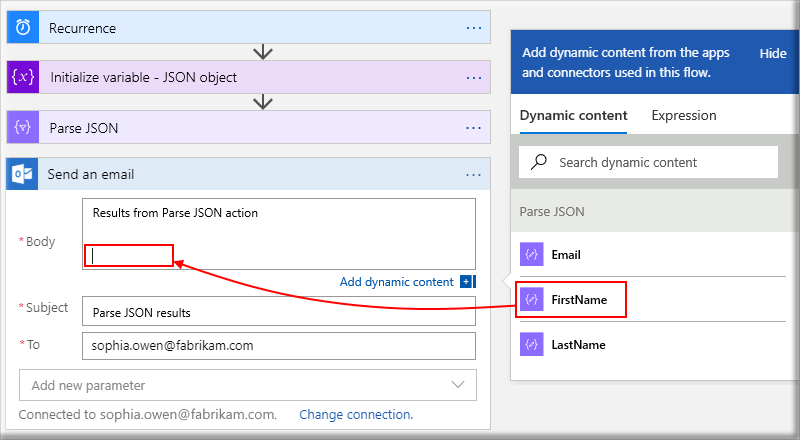 Recurrence
Initialize variable - JSON object
Parse JSON
Send an email
* Body
Results from Parse JSON action
Add dynamic content
* Subject
Parse JSON results
* To
sophia.owen@fabrikam.com
Add new parameter
Connected to sophia.owen@fabrikam.com. Change connection.
Add dynamic content from the apps
and connectors used in this flow.
Hide
Dynamic content Expression
Search dynamic content
Parse JSON
Email
FirstName
LastName